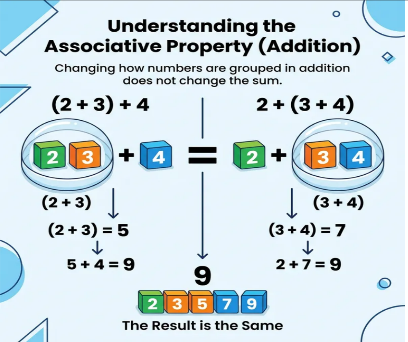 Understanding the
Associative Property (Addition)
Changing how numbers are grouped in addition
does not change the sum.
(2 + 3) + 4
2 + (3 + 4)
2 3 + 4 = 2 + 3 4
(2 + 3)
(3 + 4)
(2 + 3) = 5
(3 + 4) = 7
5 + 4 = 9
2 + 7 = 9
9
2 3 5 7 9
The Result is the Same